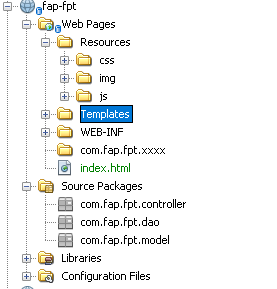 fap-fpt
Web Pages
Resources
css
img
js
Templates
WEB-INF
com.fap.fpt.xxxx
index.html
Source Packages
com.fap.fpt.controller
com.fap.fpt.dao
com.fap.fpt.model
Libraries
Configuration Files